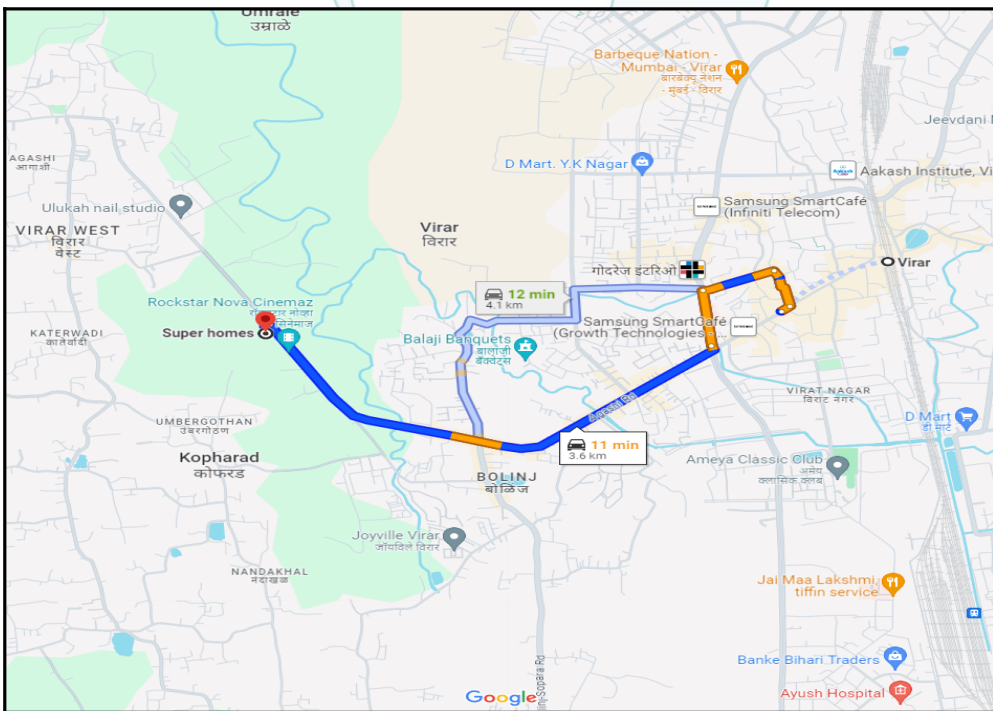 Umrale
उम्राळे
Barbeque Nation -
Mumbai - Virar
बारबेक्यू नेशन
- मुंबई - विरार
Jeevdani
AGASHI
आगाशी
D Mart. Y.K Nagar
Aakash Institute, Vi
Ulukah nail studio
Samsung SmartCafé
(Infiniti Telecom)
VIRAR WEST
विरार
वेस्ट
Virar
विरार
गोदरेज इंटरिओ
Virar
12 min
4.1 km
Rockstar Nova Cinemaz
Samsung SmartCafé
(Growth Technologies
KATERWADI
कातेवाडी
Super homes
सिनेमाज
Balaji Banquets
बालाजी
बँक्वेट्स
VIRAT NAGAR
विराट नगर
UMBERGOTHAN
उंबरगोठण
D Mart
डी मार्ट
11 min
3.6 km
Kopharad
कोफरड
Ameya Classic Club
अमेय
क्लासिक क्लब
BOLINJ
बोळिंज
Joyville Virar
जॉयविले विरार
NANDAKHAL
नंदाखळ
Jai Maa Lakshmi
tiffin service
-Sopara Rd
Banke Bihari Traders
Google
Ayush Hospital